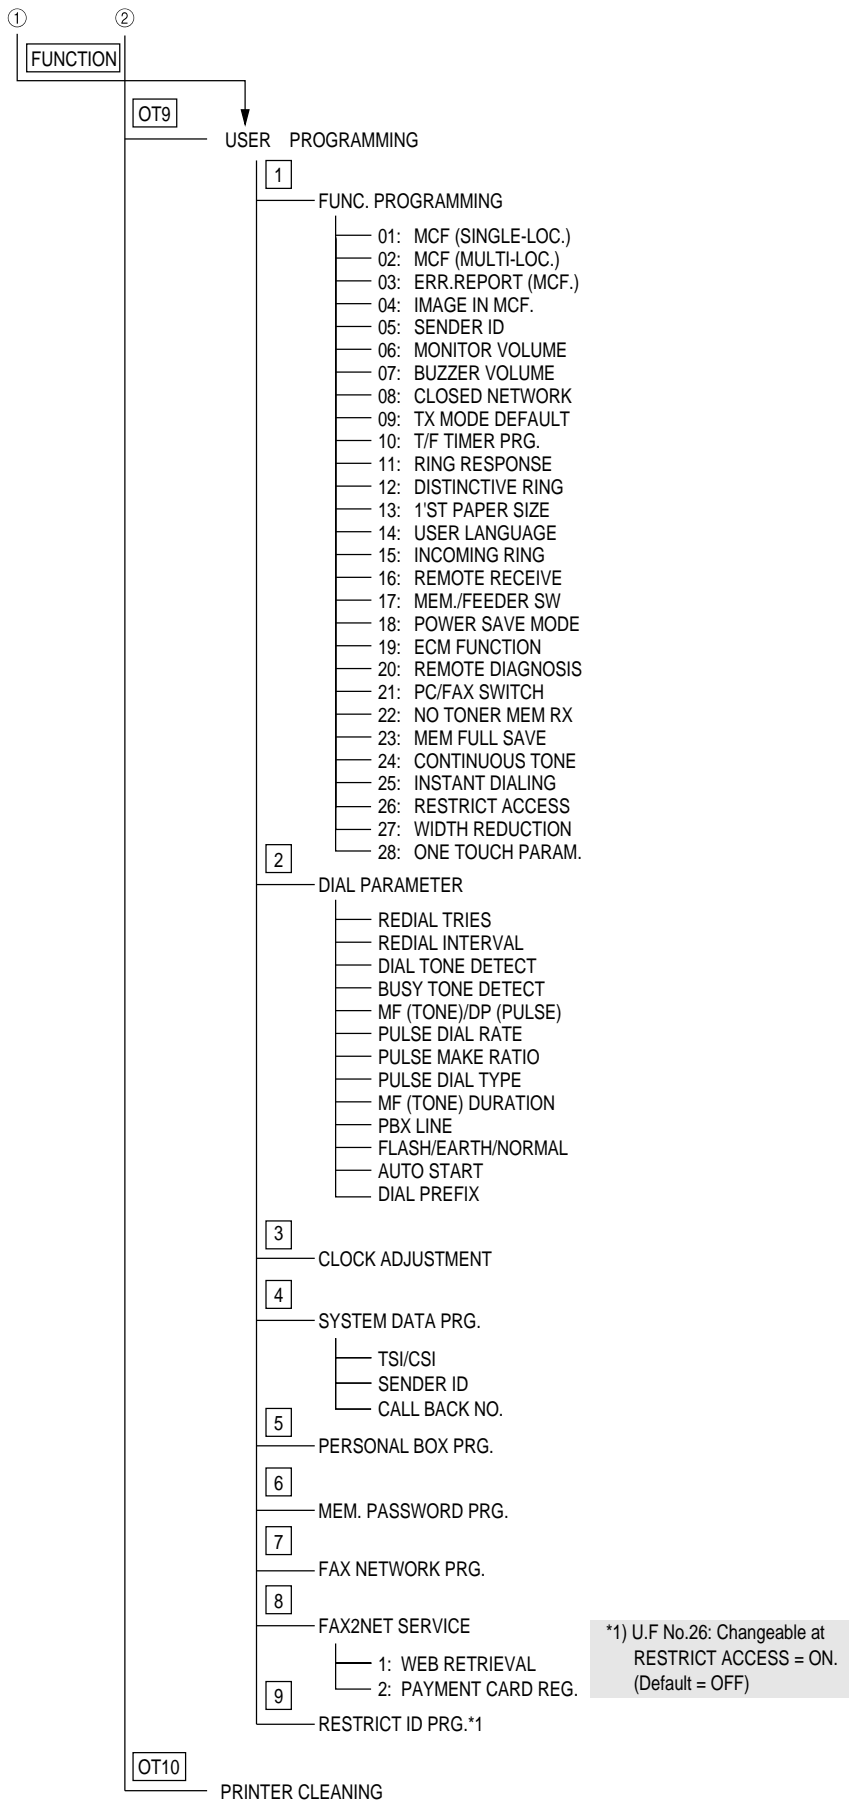 ① ②
FUNCTION
OT9
USER PROGRAMMING
1
FUNC. PROGRAMMING
01: MCF (SINGLE-LOC.)
02: MCF (MULTI-LOC.)
03: ERR.REPORT (MCF.)
04: IMAGE IN MCF.
05: SENDER ID
06: MONITOR VOLUME
07: BUZZER VOLUME
08: CLOSED NETWORK
09: TX MODE DEFAULT
10: T/F TIMER PRG.
11: RING RESPONSE
12: DISTINCTIVE RING
13: 1'ST PAPER SIZE
14: USER LANGUAGE
15: INCOMING RING
16: REMOTE RECEIVE
17: MEM./FEEDER SW
18: POWER SAVE MODE
19: ECM FUNCTION
20: REMOTE DIAGNOSIS
21: PC/FAX SWITCH
22: NO TONER MEM RX
23: MEM FULL SAVE
24: CONTINUOUS TONE
25: INSTANT DIALING
26: RESTRICT ACCESS
27: WIDTH REDUCTION
28: ONE TOUCH PARAM.
2
DIAL PARAMETER
REDIAL TRIES
REDIAL INTERVAL
DIAL TONE DETECT
BUSY TONE DETECT
MF (TONE)/DP (PULSE)
PULSE DIAL RATE
PULSE MAKE RATIO
PULSE DIAL TYPE
MF (TONE) DURATION
PBX LINE
FLASH/EARTH/NORMAL
AUTO START
DIAL PREFIX
3
CLOCK ADJUSTMENT
4
SYSTEM DATA PRG.
TSI/CSI
SENDER ID
CALL BACK NO.
5
PERSONAL BOX PRG.
6
MEM. PASSWORD PRG.
7
FAX NETWORK PRG.
8
FAX2NET SERVICE
1: WEB RETRIEVAL
2: PAYMENT CARD REG.
9
RESTRICT ID PRG.*1
*1) U.F No.26: Changeable at
RESTRICT ACCESS = ON.
(Default = OFF)
OT10
PRINTER CLEANING